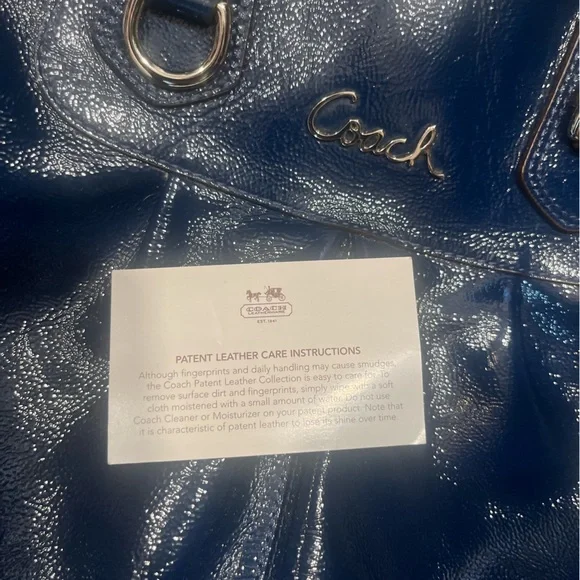 Coach
COACH
EST. 1941
PATENT LEATHER CARE INSTRUCTIONS
Although fingerprints and daily handling may cause smudges,
the Coach Patent Leather Collection is easy to care for. To
remove surface dirt and fingerprints, simply wipe with a soft
cloth moistened with a small amount of water. Do not use
Coach Cleaner or Moisturizer on your patent product. Note that
it is characteristic of patent leather to lose its shine over time.